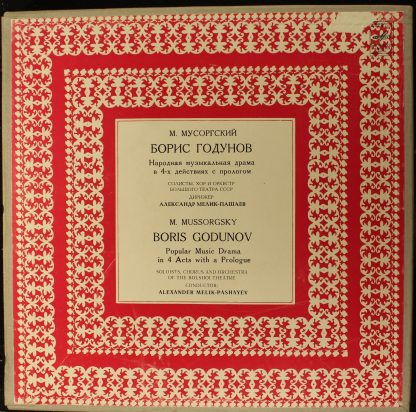 М. МУСОРГСКИЙ
БОРИС ГОДУНОВ
Народная музыкальная драма
в 4-х действиях с прологом
СОЛИСТЫ, ХОР И ОРКЕСТР
БОЛЬШОГО ТЕАТРА СССР
ДИРИЖЕР
АЛЕКСАНДР МЕЛИК-ПАШАЕВ
M. MUSSORGSKY
BORIS GODUNOV
Popular Music Drama
in 4 Acts with a Prologue
SOLOISTS, CHORUS AND ORCHESTRA
OF THE BOLSHOI THEATRE
CONDUCTOR:
ALEXANDER MELIK-PASHAYEV